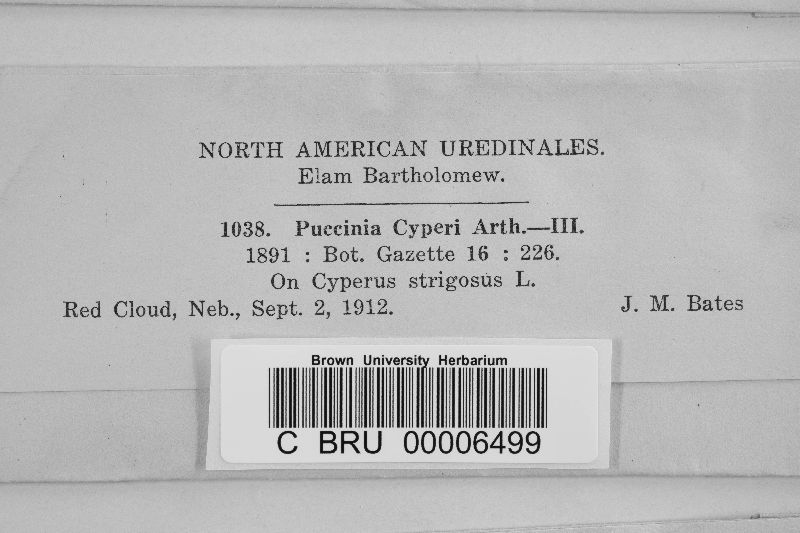 NORTH AMERICAN UREDINALES.
Elam Bartholomew.
1038. Puccinia Cyperi Arth.—III.
1891 : Bot. Gazette 16 : 226.
On Cyperus strigosus L.
Red Cloud, Neb., Sept. 2, 1912. J. M. Bates
Brown University Herbarium
C BRU 00006499